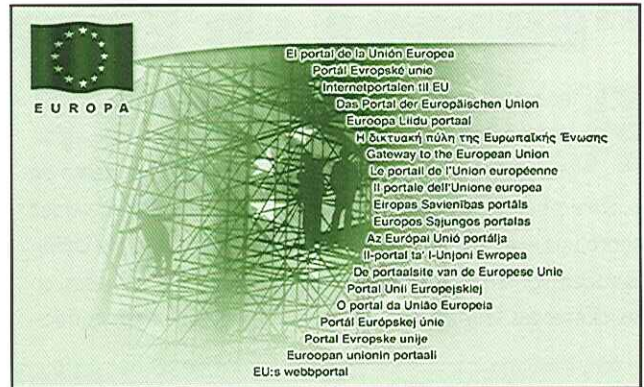 EUROPA
El portal de la Unión Europea
Portál Evropské unie
Internetportalen til EU
Das Portal der Europäischen Union
Euroopa Liidu portaal
Η δικτυακή πύλη της Ευρωπαϊκής Ένωσης
Gateway to the European Union
Le portail de l'Union européenne
Il portale dell'Unione europea
Eiropas Savienības portāls
Europos Sąjungos portalas
Az Európai Unió portálja
Il-portal ta' l-Unjoni Ewropea
De portaalsite van de Europese Unie
Portal Unii Europejskiej
O portal da União Europeia
Portál Európskej únie
Portal Evropske unije
Euroopan unionin portaali
EU:s webbportal